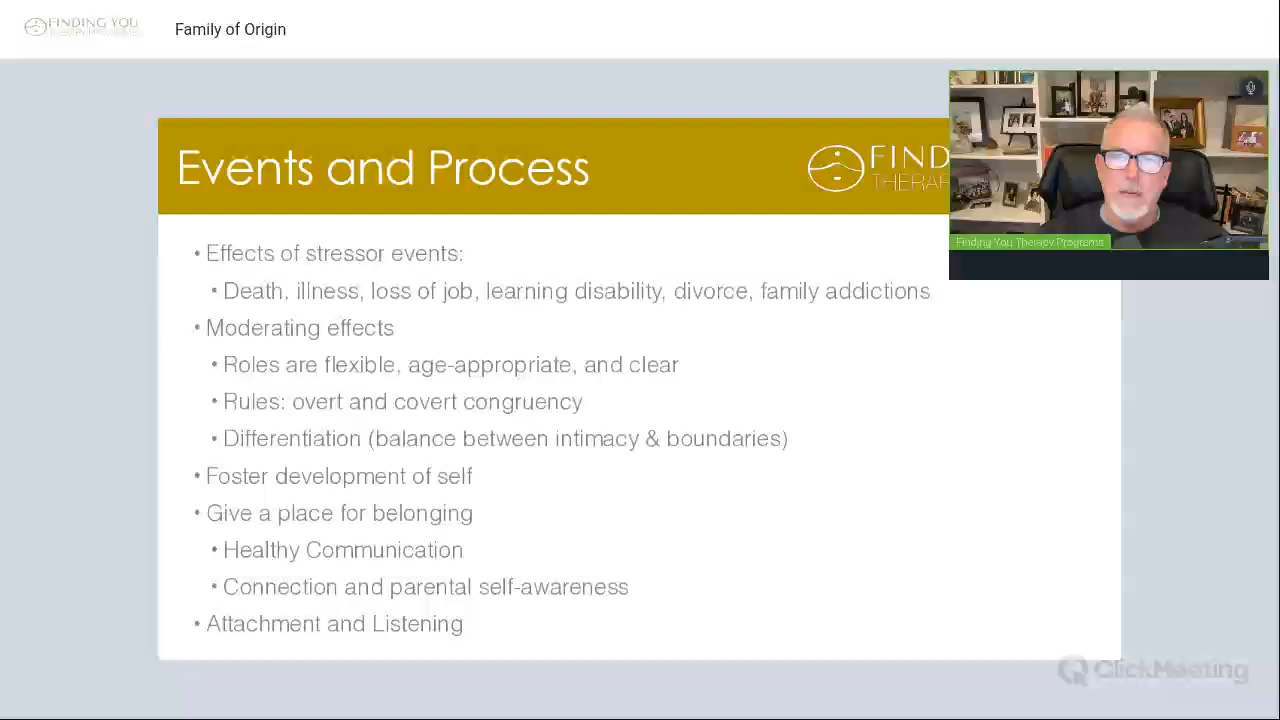 FINDING YOU
Family of Origin
Events and Process
FIND
THERAP
• Effects of stressor events:
• Death, illness, loss of job, learning disability, divorce, family addictions
• Moderating effects
• Roles are flexible, age-appropriate, and clear
• Rules: overt and covert congruency
• Differentiation (balance between intimacy & boundaries)
• Foster development of self
• Give a place for belonging
• Healthy Communication
• Connection and parental self-awareness
• Attachment and Listening
Finding You Therapy Programs
ClickMeeting